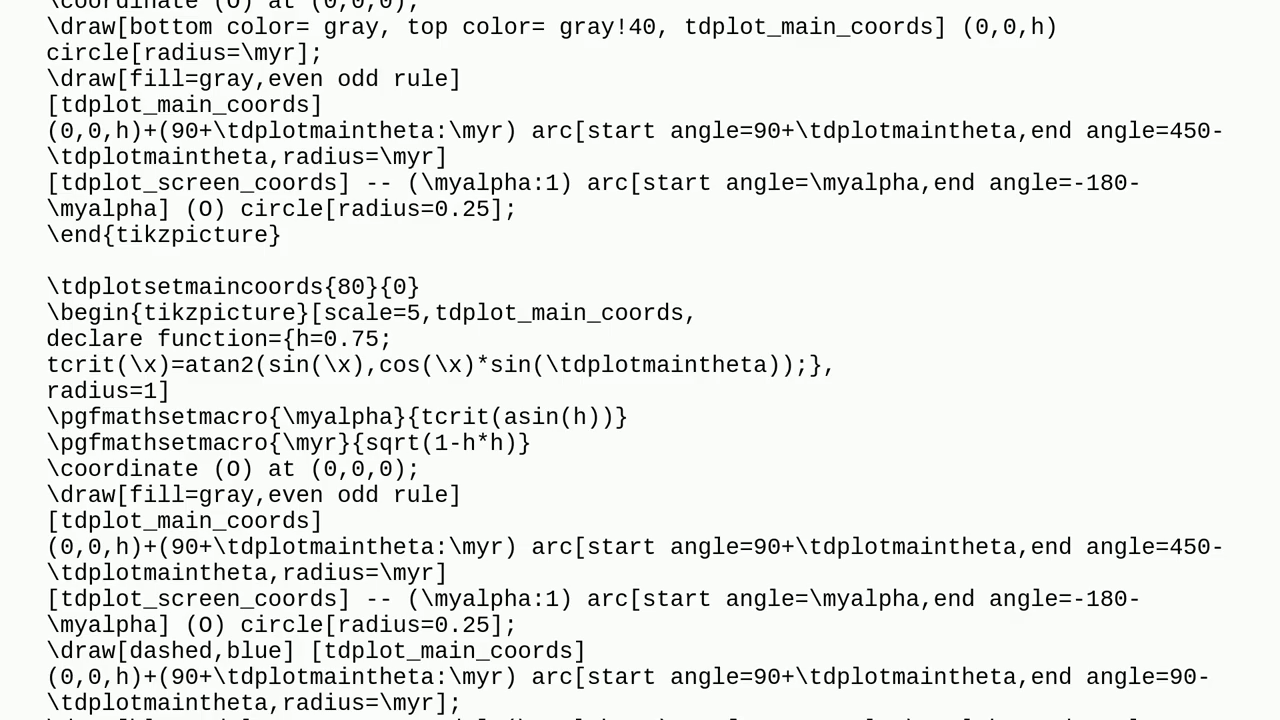 \coordinate (O) at (0,0,0);
\draw[bottom color= gray, top color= gray!40, tdplot_main_coords] (0,0,h)
circle[radius=\myr];
\draw[fill=gray,even odd rule]
[tdplot_main_coords]
(0,0,h)+(90+\tdplotmaintheta:\myr) arc[start angle=90+\tdplotmaintheta,end angle=450-
\tdplotmaintheta,radius=\myr]
[tdplot_screen_coords] -- (\myalpha:1) arc[start angle=\myalpha,end angle=-180-
\myalpha] (O) circle[radius=0.25];
\end{tikzpicture}

\tdplotsetmaincoords{80}{0}
\begin{tikzpicture}[scale=5,tdplot_main_coords,
declare function={h=0.75;
tcrit(\x)=atan2(sin(\x),cos(\x)*sin(\tdplotmaintheta));},
radius=1]
\pgfmathsetmacro{\myalpha}{tcrit(asin(h))}
\pgfmathsetmacro{\myr}{sqrt(1-h*h)}
\coordinate (O) at (0,0,0);
\draw[fill=gray,even odd rule]
[tdplot_main_coords]
(0,0,h)+(90+\tdplotmaintheta:\myr) arc[start angle=90+\tdplotmaintheta,end angle=450-
\tdplotmaintheta,radius=\myr]
[tdplot_screen_coords] -- (\myalpha:1) arc[start angle=\myalpha,end angle=-180-
\myalpha] (O) circle[radius=0.25];
\draw[dashed,blue] [tdplot_main_coords]
(0,0,h)+(90+\tdplotmaintheta:\myr) arc[start angle=90+\tdplotmaintheta,end angle=90-
\tdplotmaintheta,radius=\myr];